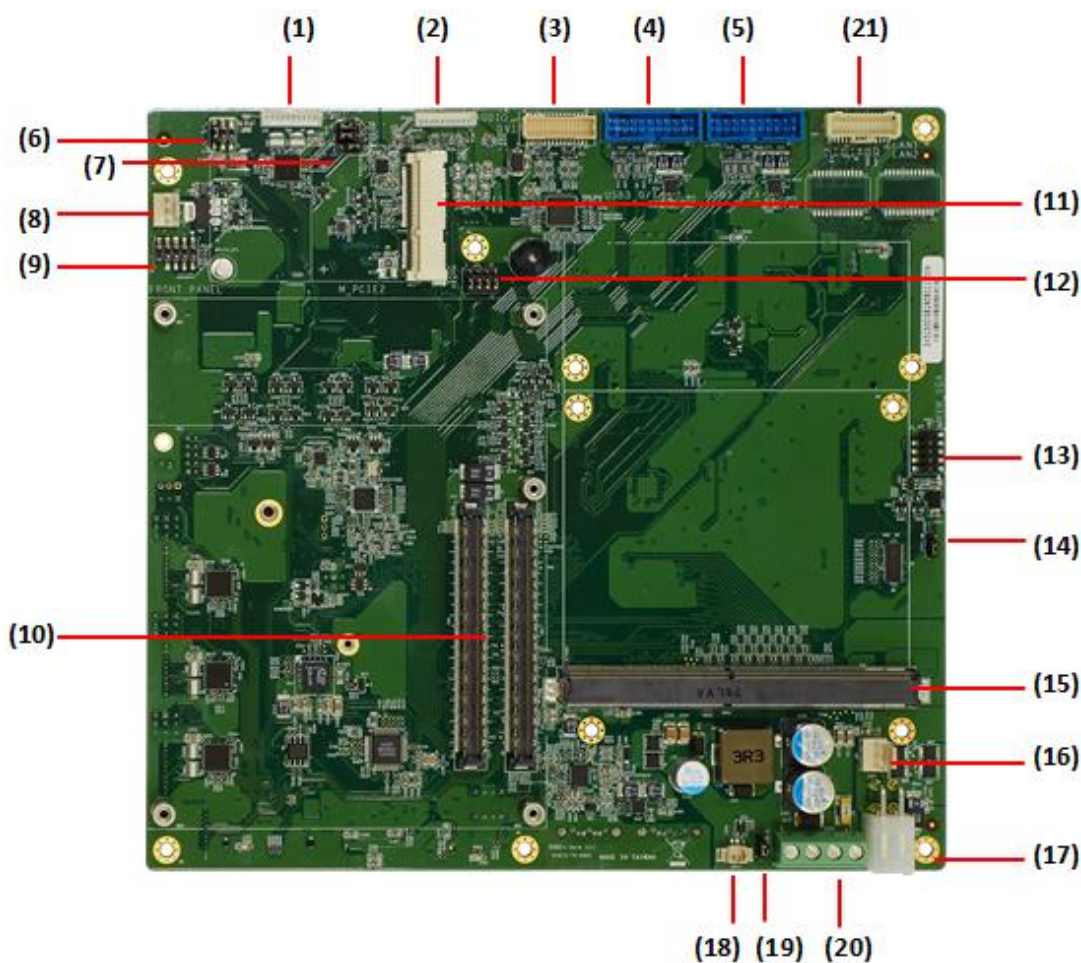 (1) (2) (3) (4) (5) (21)
(6)
(7)
(8)
(9)
(11)
(12)
FRONT PANEL M_PCIE2
(13)
(14)
(10)
(15)
3R3
(16)
MADE IN TAIWAN
(17)
(18) (19) (20)